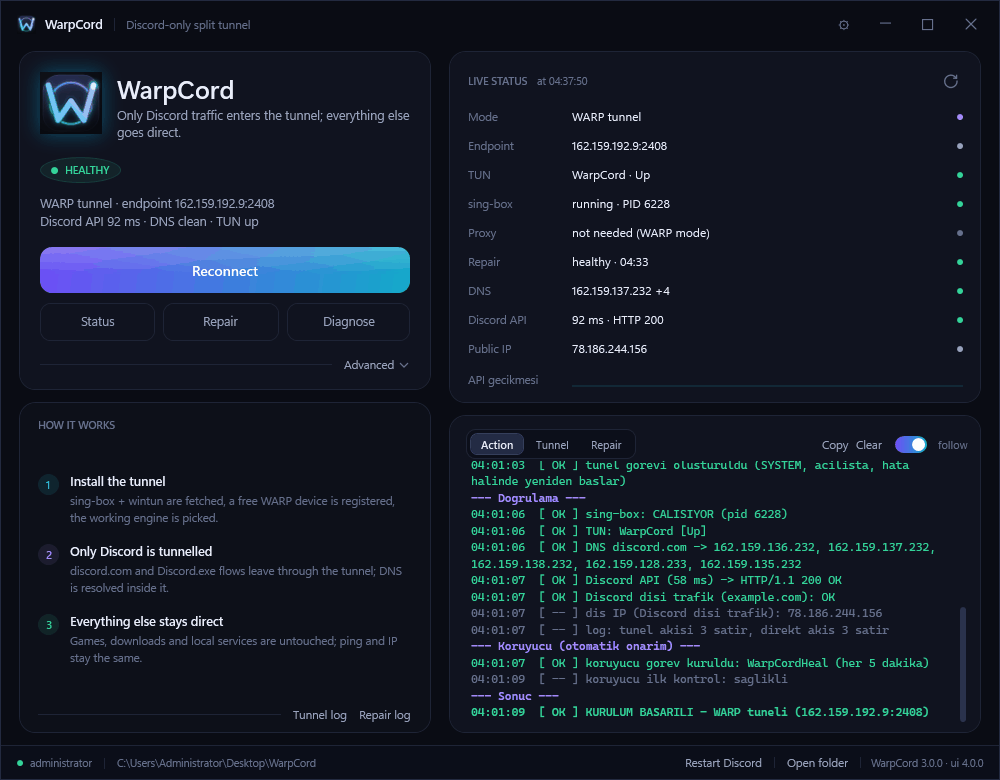 WarpCord
Discord-only split tunnel
WarpCord
Only Discord traffic enters the tunnel; everything else
goes direct.
HEALTHY
WARP tunnel · endpoint 162.159.192.9:2408
Discord API 92 ms · DNS clean · TUN up
Reconnect
Status
Repair
Diagnose
Advanced
HOW IT WORKS
1
Install the tunnel
sing-box + wintun are fetched, a free WARP device is registered,
the working engine is picked.
2
Only Discord is tunnelled
discord.com and Discord.exe flows leave through the tunnel; DNS
is resolved inside it.
3
Everything else stays direct
Games, downloads and local services are untouched; ping and IP
stay the same.
Tunnel log
Repair log
LIVE STATUS at 04:37:50
Mode WARP tunnel
Endpoint 162.159.192.9:2408
TUN WarpCord · Up
sing-box running · PID 6228
Proxy not needed (WARP mode)
Repair healthy · 04:33
DNS 162.159.137.232 +4
Discord API 92 ms · HTTP 200
Public IP 78.186.244.156
API gecikmesi
Action Tunnel Repair Copy Clear follow
04:01:03 [ OK ] tunel gorevi olusturuldu (SYSTEM, acilista, hata
halinde yeniden baslar)
--- Dogrulama ---
04:01:06 [ OK ] sing-box: CALISIYOR (pid 6228)
04:01:06 [ OK ] TUN: WarpCord [Up]
04:01:06 [ OK ] DNS discord.com -> 162.159.136.232, 162.159.137.232,
162.159.138.232, 162.159.128.233, 162.159.135.232
04:01:07 [ OK ] Discord API (58 ms) -> HTTP/1.1 200 OK
04:01:07 [ OK ] Discord disi trafik (example.com): OK
04:01:07 [ -- ] dis IP (Discord disi trafik): 78.186.244.156
04:01:07 [ -- ] log: tunel akisi 3 satir, direkt akis 3 satir
--- Koruyucu (otomatik onarim) ---
04:01:07 [ OK ] koruyucu gorev kuruldu: WarpCordHeal (her 5 dakika)
04:01:09 [ -- ] koruyucu ilk kontrol: saglikli
--- Sonuc ---
04:01:09 [ OK ] KURULUM BASARILI - WARP tuneli (162.159.192.9:2408)
administrator
C:\Users\Administrator\Desktop\WarpCord
Restart Discord
Open folder
WarpCord 3.0.0 · ui 4.0.0